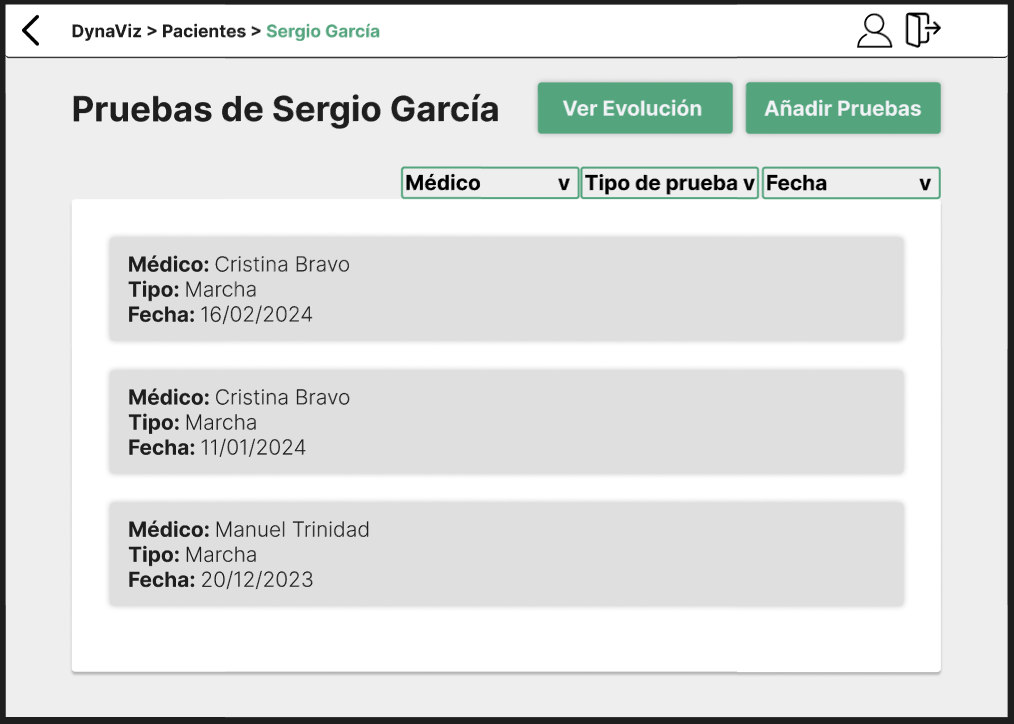 DynaViz > Pacientes > Sergio García
Pruebas de Sergio García
Ver Evolución
Añadir Pruebas
Médico v
Tipo de prueba v
Fecha v
Médico: Cristina Bravo
Tipo: Marcha
Fecha: 16/02/2024
Médico: Cristina Bravo
Tipo: Marcha
Fecha: 11/01/2024
Médico: Manuel Trinidad
Tipo: Marcha
Fecha: 20/12/2023